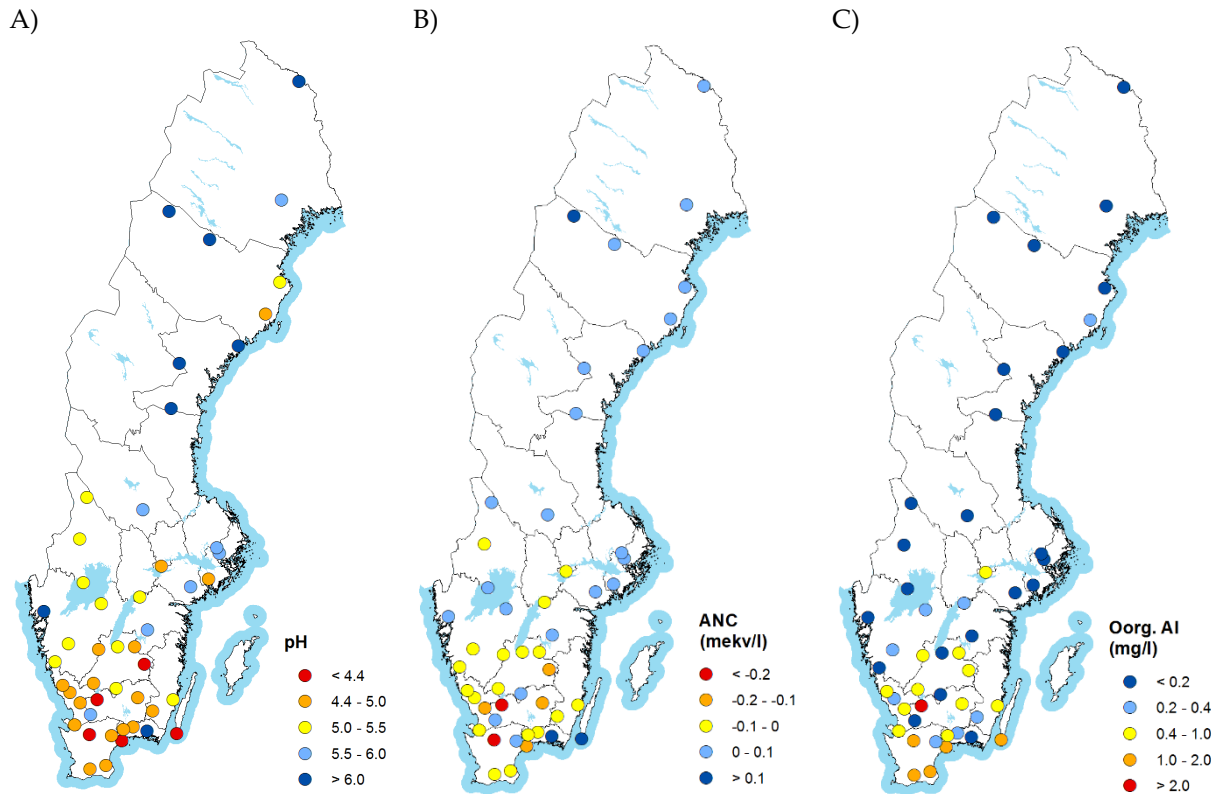 A)
B)
C)
pH
< 4.4
4.4 - 5.0
5.0 - 5.5
5.5 - 6.0
> 6.0
ANC
(mekv/l)
< -0.2
-0.2 - -0.1
-0.1 - 0
0 - 0.1
> 0.1
Oorg. Al
(mg/l)
< 0.2
0.2 - 0.4
0.4 - 1.0
1.0 - 2.0
> 2.0